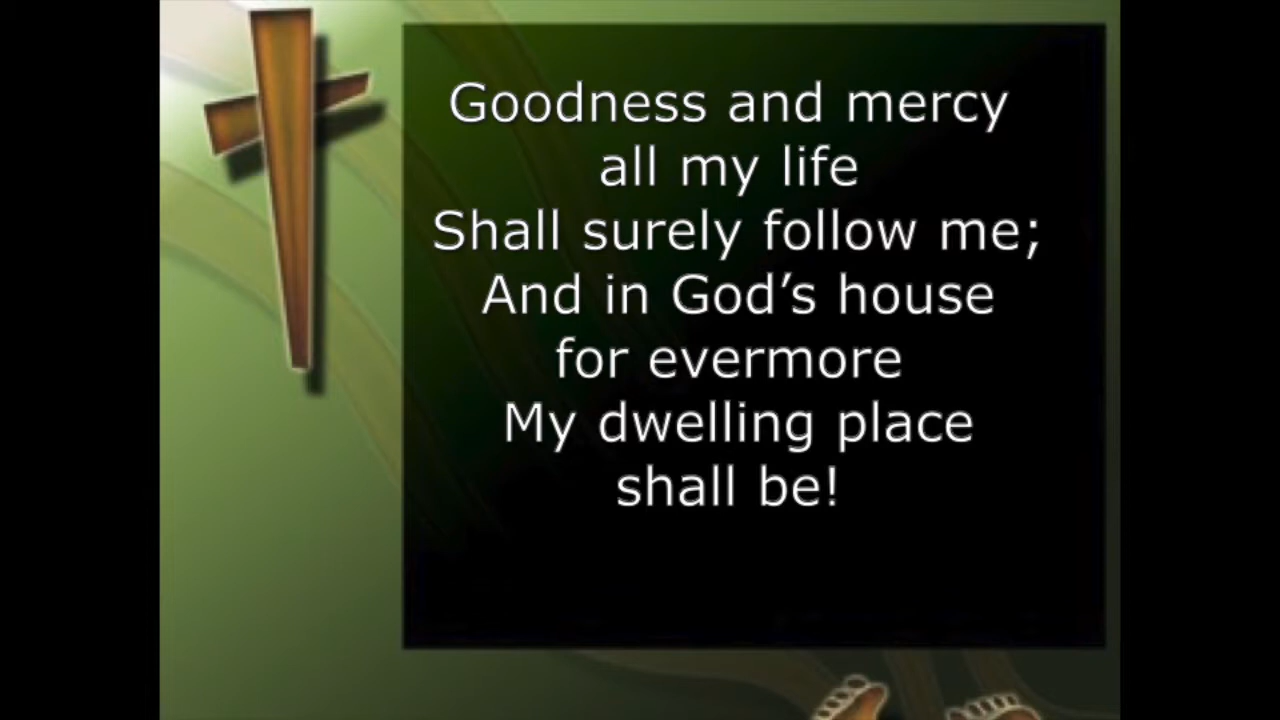 Goodness and mercy
all my life
Shall surely follow me;
And in God’s house
for evermore
My dwelling place
shall be!